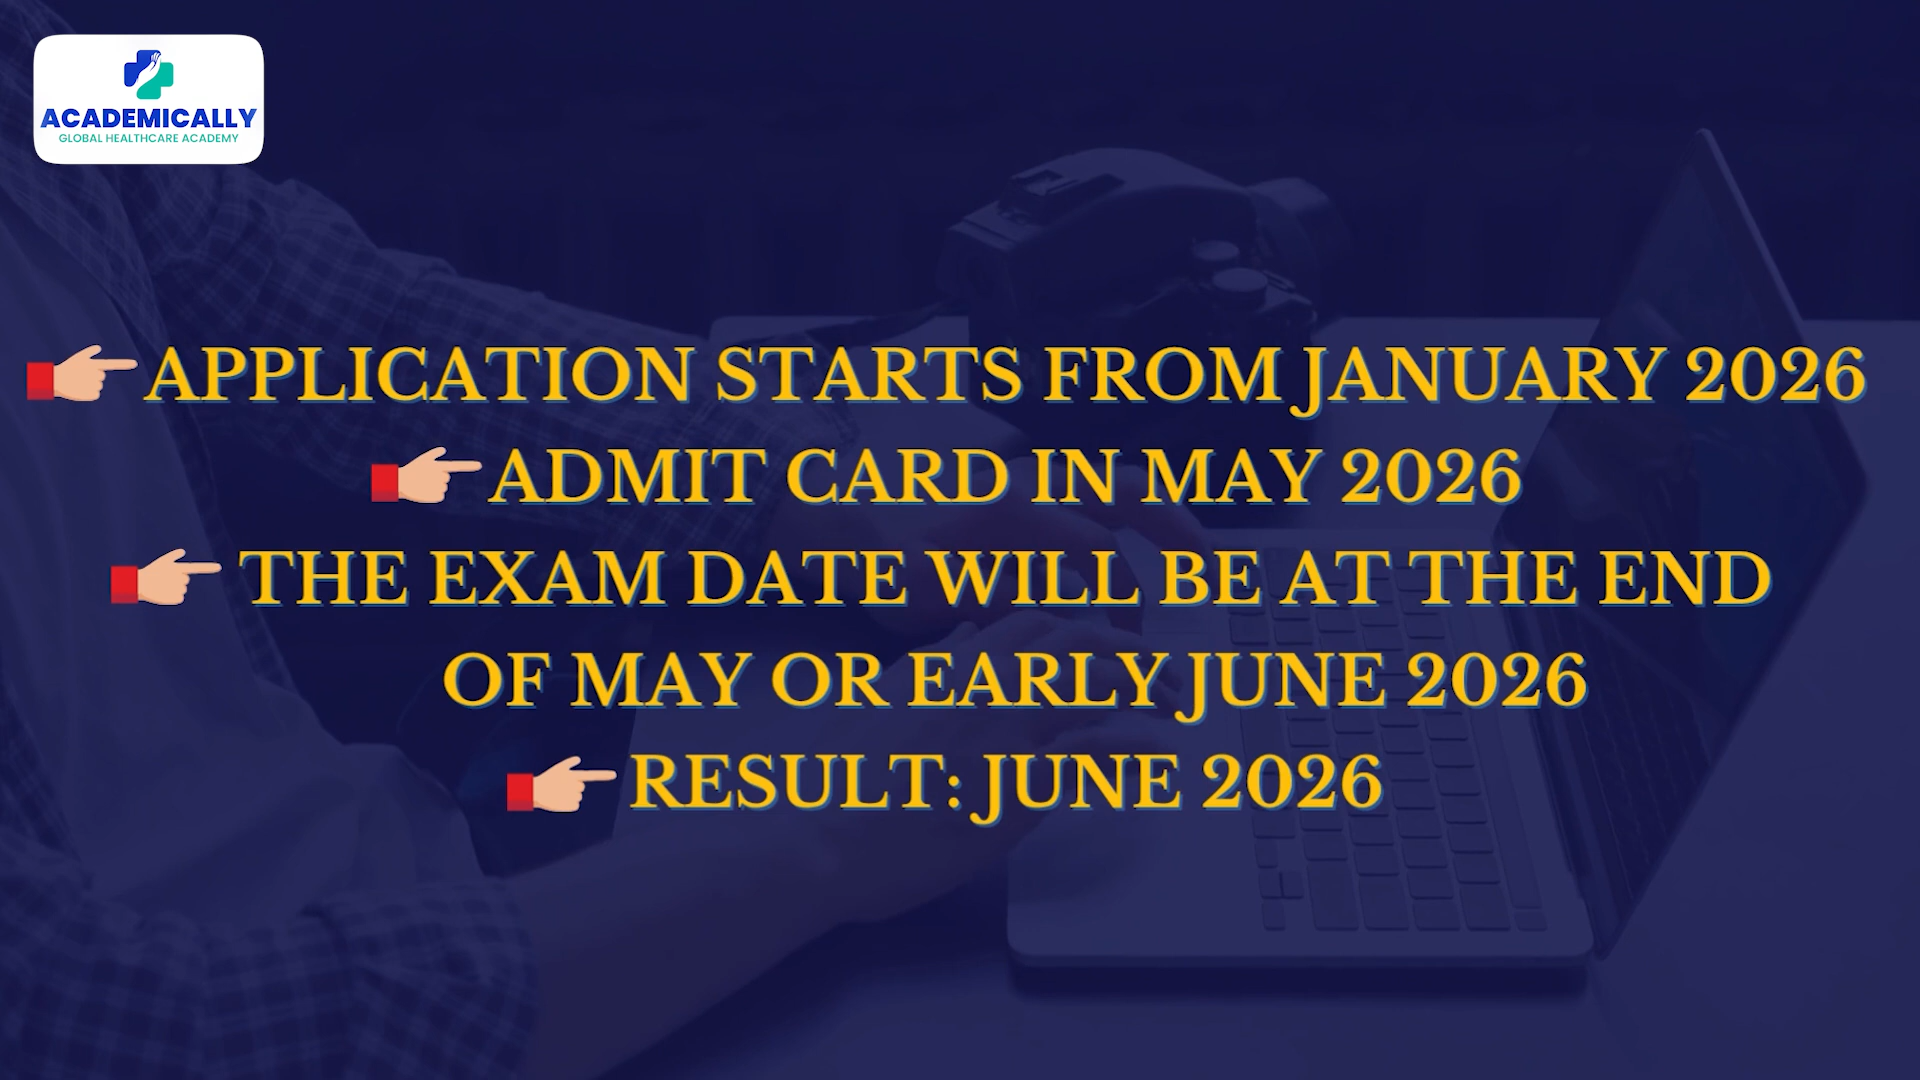 ACADEMICALLY
GLOBAL HEALTHCARE ACADEMY
APPLICATION STARTS FROM JANUARY 2026
ADMIT CARD IN MAY 2026
THE EXAM DATE WILL BE AT THE END
OF MAY OR EARLY JUNE 2026
RESULT: JUNE 2026